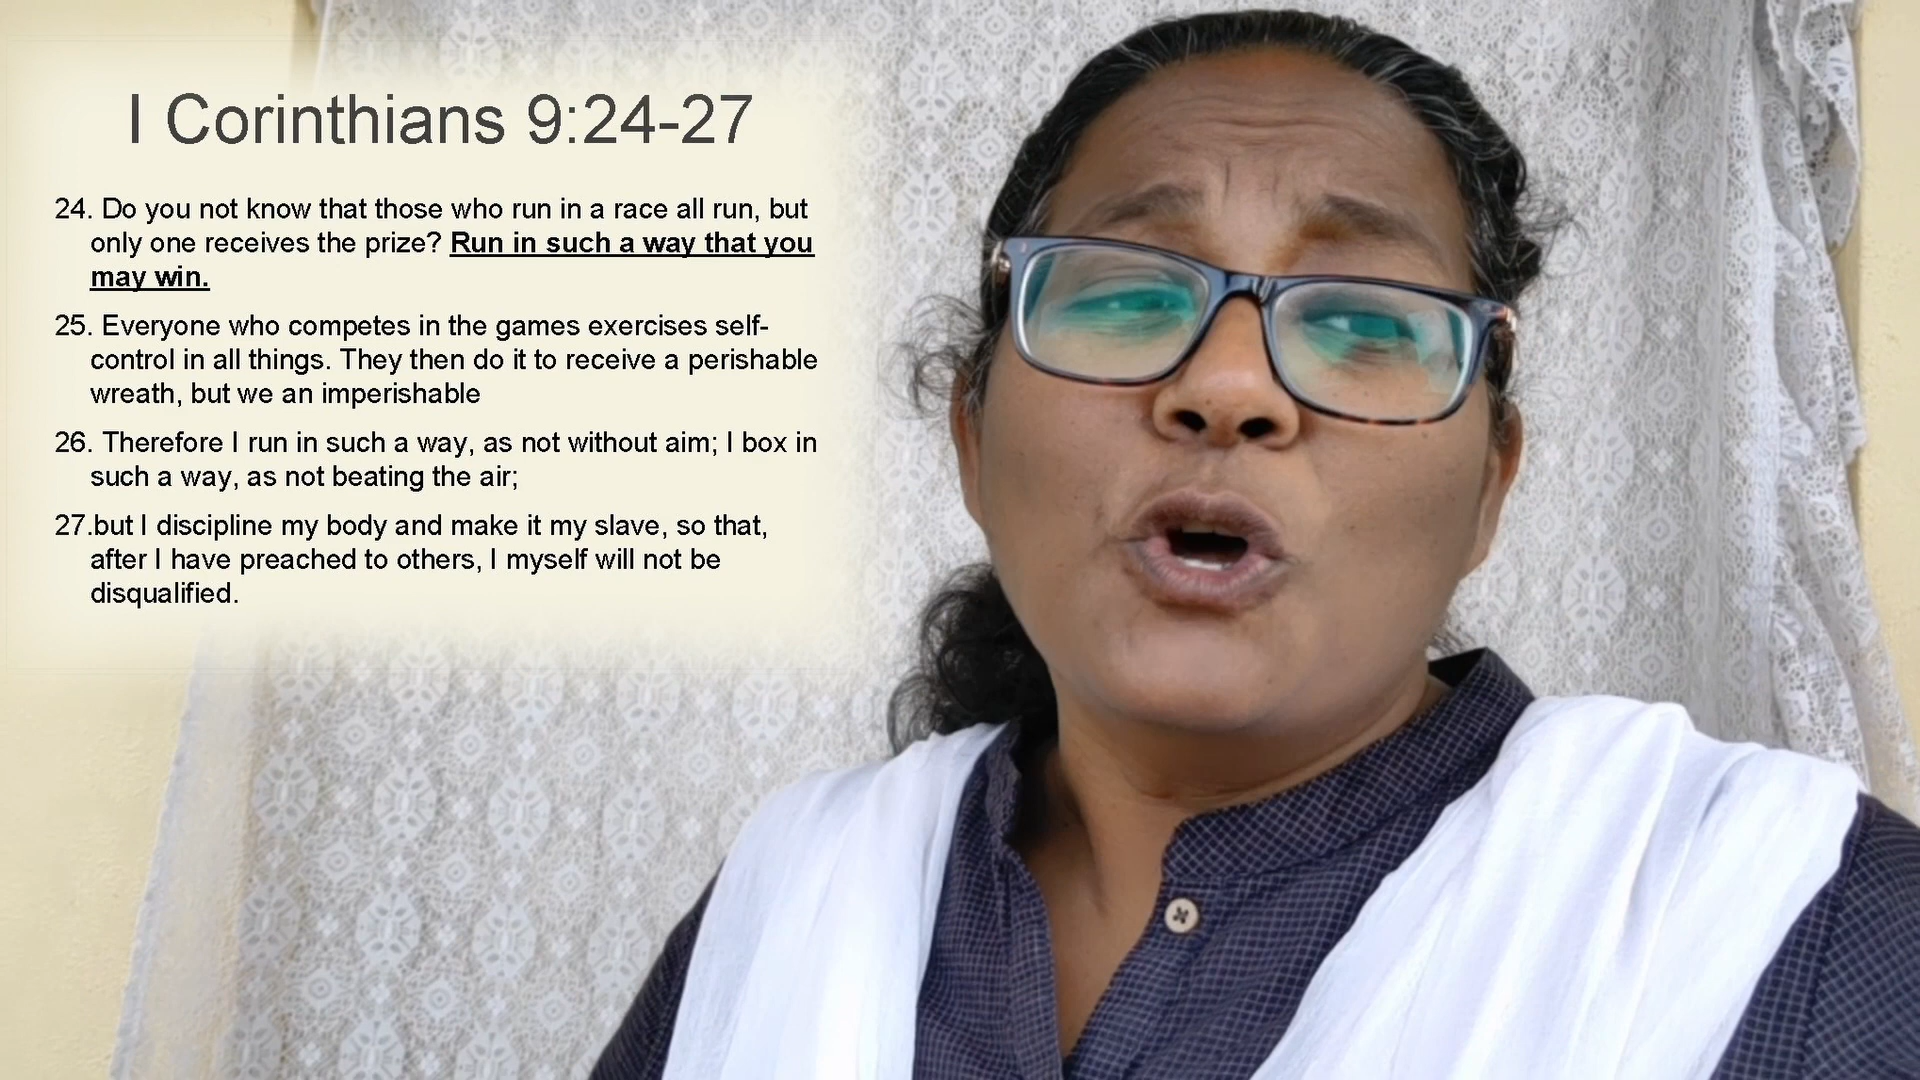 I Corinthians 9:24-27
24. Do you not know that those who run in a race all run, but
only one receives the prize? Run in such a way that you
may win.
25. Everyone who competes in the games exercises self-
control in all things. They then do it to receive a perishable
wreath, but we an imperishable
26. Therefore I run in such a way, as not without aim; I box in
such a way, as not beating the air;
27.but I discipline my body and make it my slave, so that,
after I have preached to others, I myself will not be
disqualified.